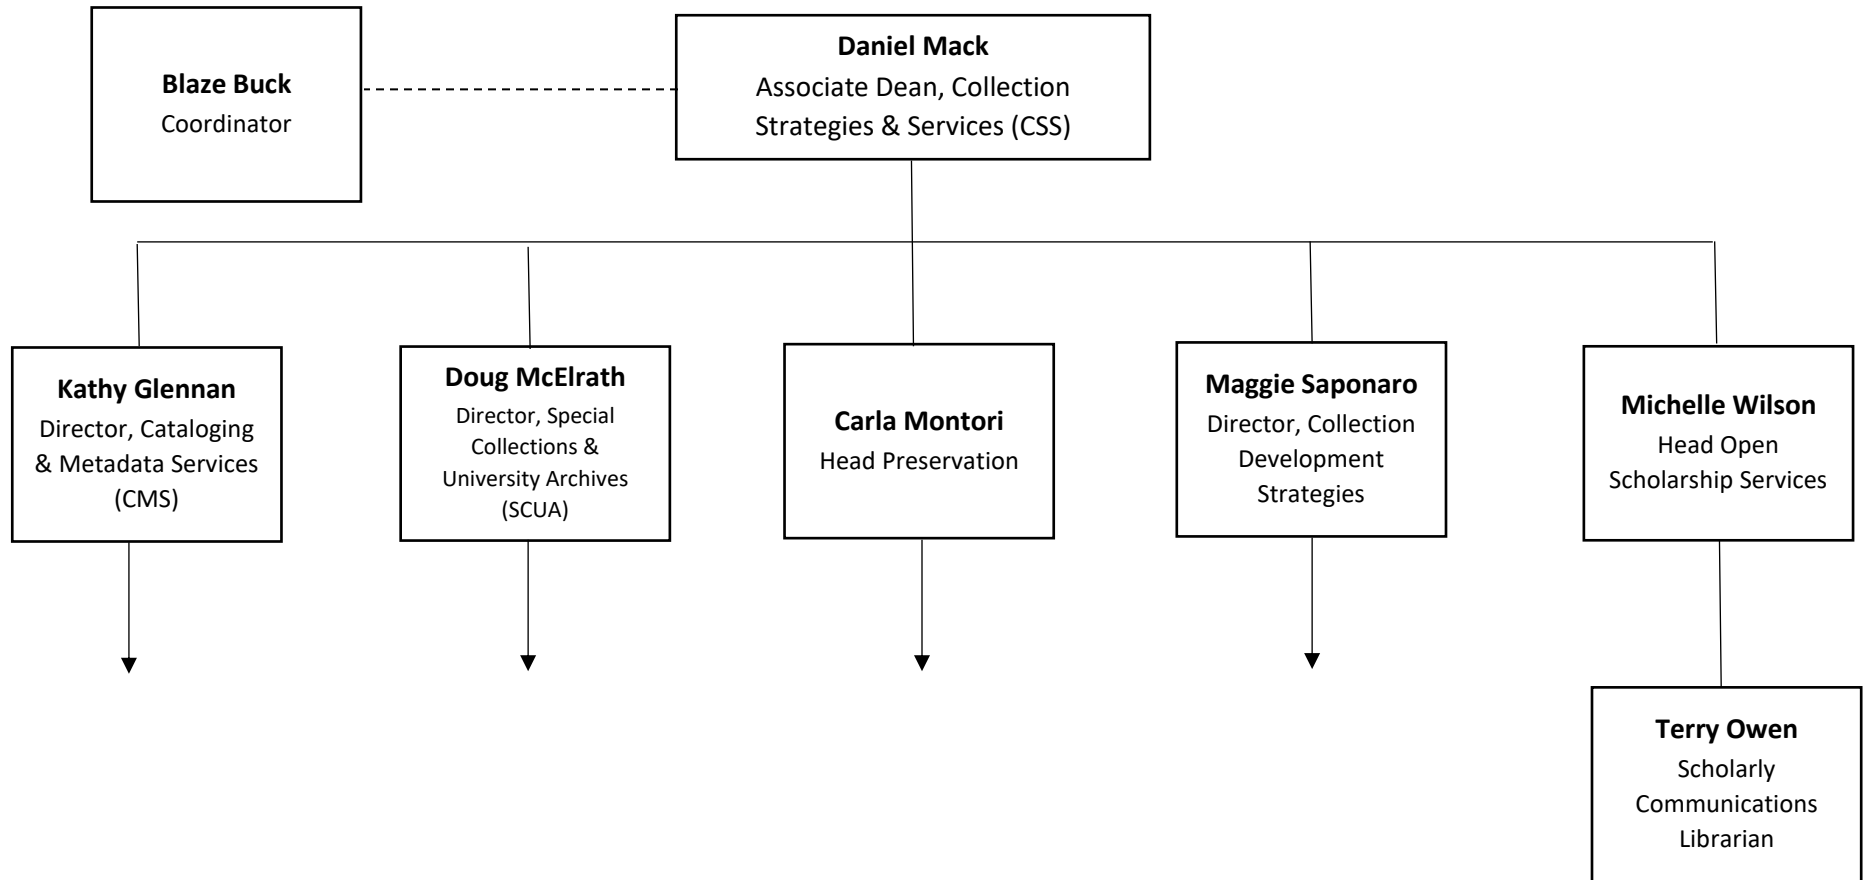 Blaze Buck
Coordinator
Daniel Mack
Associate Dean, Collection
Strategies & Services (CSS)
Kathy Glennan
Director, Cataloging
& Metadata Services
(CMS)
Doug McElrath
Director, Special
Collections &
University Archives
(SCUA)
Carla Montori
Head Preservation
Maggie Saponaro
Director, Collection
Development
Strategies
Michelle Wilson
Head Open
Scholarship Services
Terry Owen
Scholarly
Communications
Librarian